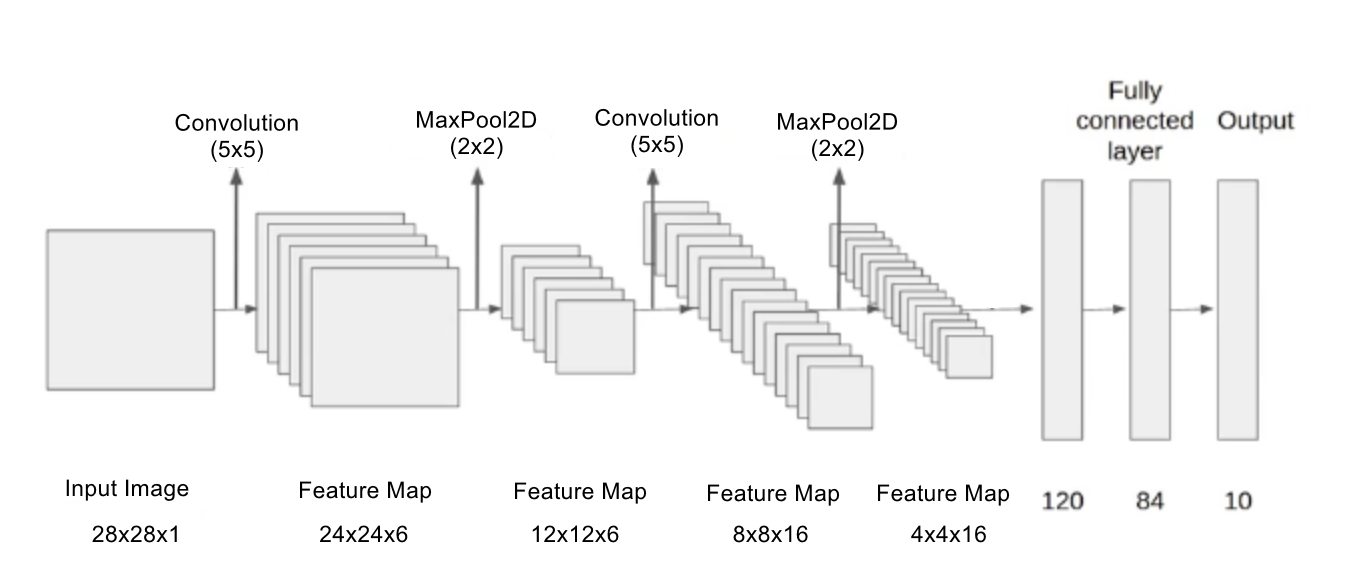 Convolution
(5x5)
MaxPool2D
(2x2)
Convolution
(5x5)
MaxPool2D
(2x2)
Fully
connected
layer
Output
Input Image
28x28x1
Feature Map
24x24x6
Feature Map
12x12x6
Feature Map
8x8x16
Feature Map
4x4x16
120
84
10